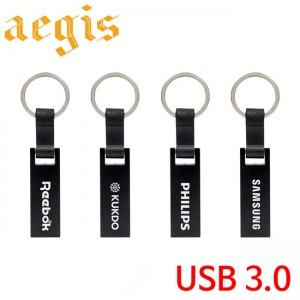 aegis
Reebok
KUKDO
PHILIPS
SAMSUNG
USB 3.0